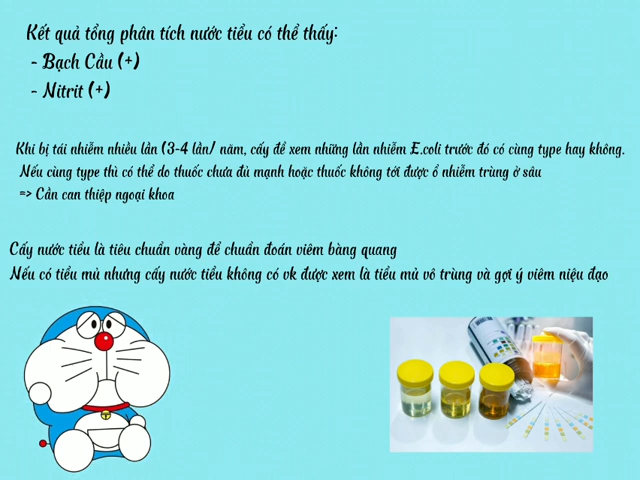 Kết quả tổng phân tích nước tiểu có thể thấy:
- Bạch Cầu (+)
- Nitrit (+)
Khi bị tái nhiễm nhiều lần (3-4 lần/ năm, cấy để xem những lần nhiễm E.coli trước đó có cùng type hay không.
Nếu cùng type thì có thể do thuốc chưa đủ mạnh hoặc thuốc không tới được ổ nhiễm trùng ở sâu
=> Cần can thiệp ngoại khoa
Cấy nước tiểu là tiêu chuẩn vàng để chuẩn đoán viêm bàng quang
Nếu có tiểu mủ nhưng cấy nước tiểu không có vk được xem là tiểu mủ vô trùng và gợi ý viêm niệu đạo